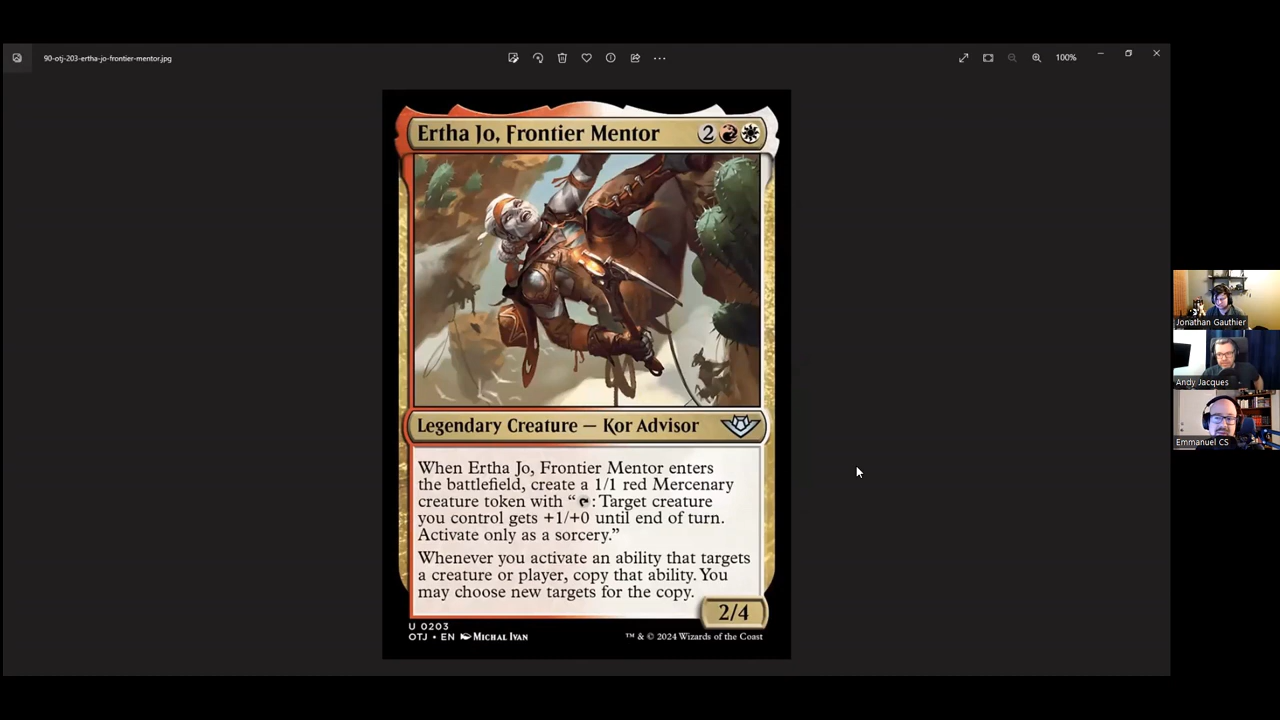 90-otj-203-ertha-jo-frontier-mentor.jpg
100%
Ertha Jo, Frontier Mentor 2
Legendary Creature — Kor Advisor
When Ertha Jo, Frontier Mentor enters
the battlefield, create a 1/1 red Mercenary
creature token with “: Target creature
you control gets +1/+0 until end of turn.
Activate only as a sorcery.”
Whenever you activate an ability that targets
a creature or player, copy that ability. You
may choose new targets for the copy.
2/4
U 0203
OTJ • EN Michal Ivan
™ & © 2024 Wizards of the Coast
Jonathan Gauthier
Andy Jacques
Emmanuel CS